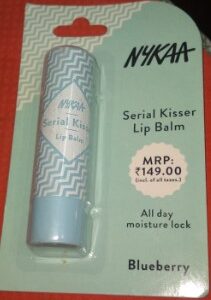 NYKAA
Serial Kisser
Lip Balm
MRP:
₹149.00
(incl. of all taxes.)
All day
moisture lock
Blueberry
NYKAA
Serial Kisser
Lip Balm